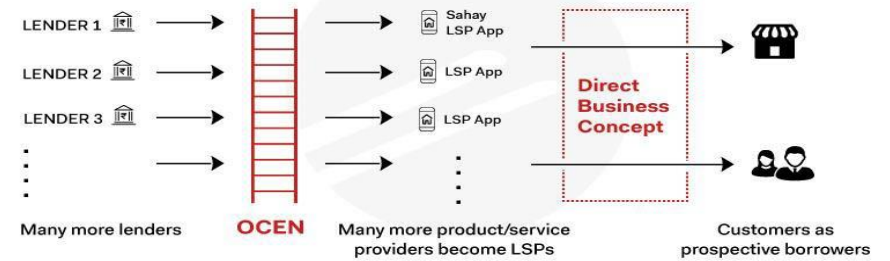 LENDER 1
LENDER 2
LENDER 3
Many more lenders
OCEN
Sahay
LSP App
LSP App
LSP App
Many more product/service
providers become LSPs
Direct
Business
Concept
Customers as
prospective borrowers